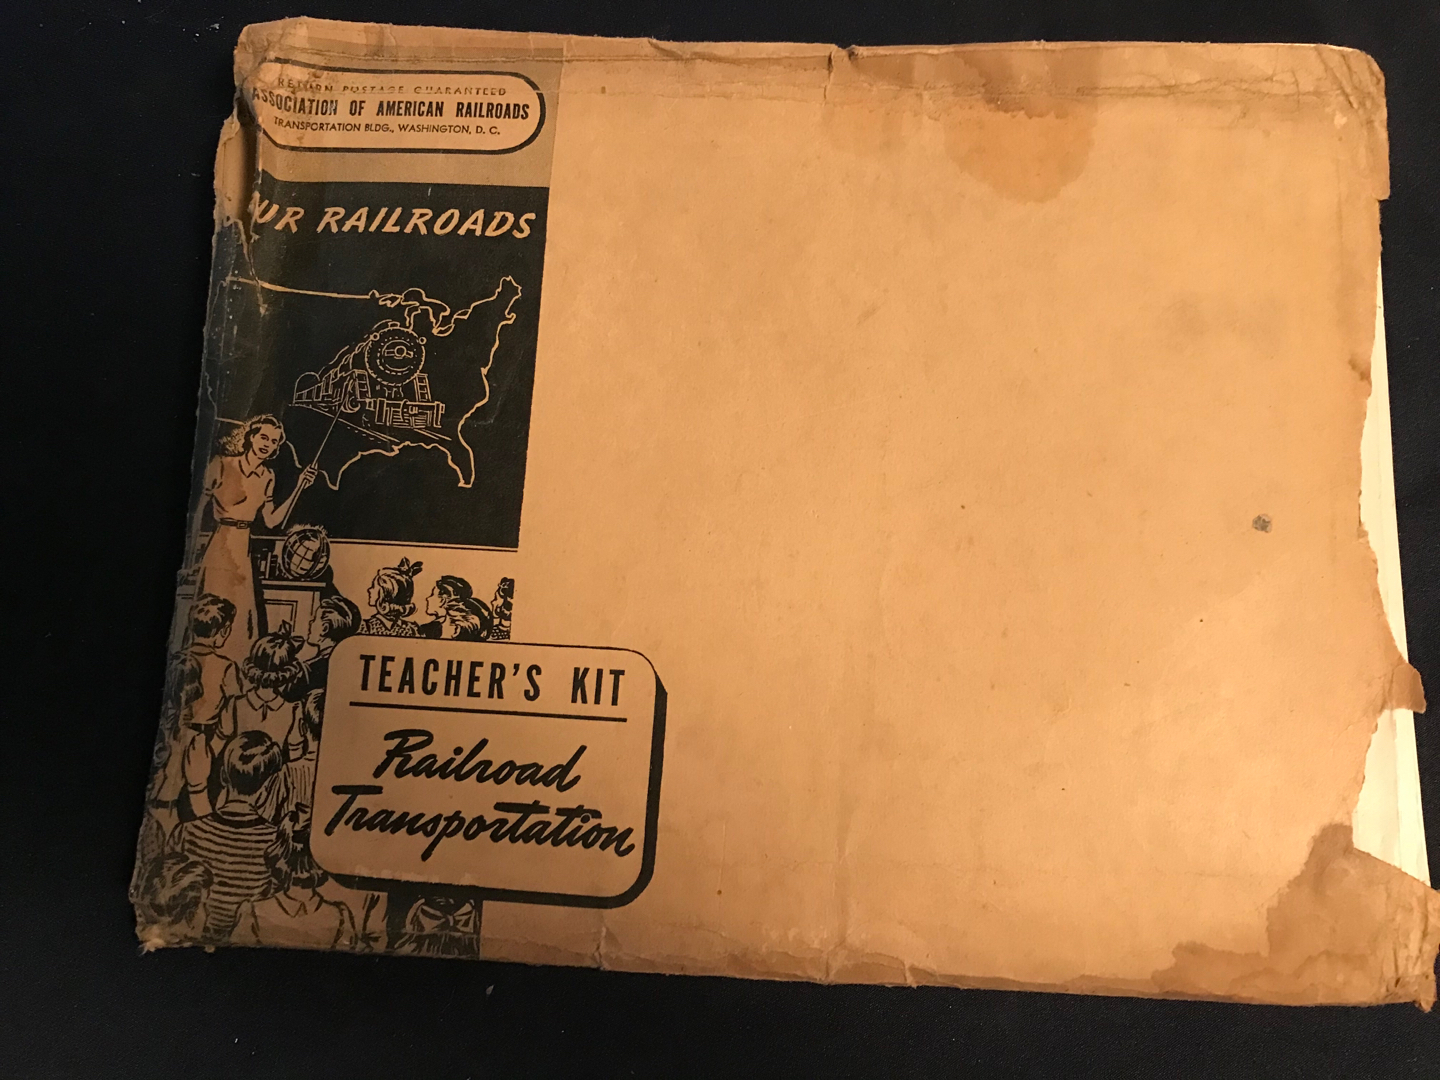 RETURN POSTAGE GUARANTEED
ASSOCIATION OF AMERICAN RAILROADS
TRANSPORTATION BLDG., WASHINGTON, D. C.
UR RAILROADS
TEACHER'S KIT
Railroad
Transportation